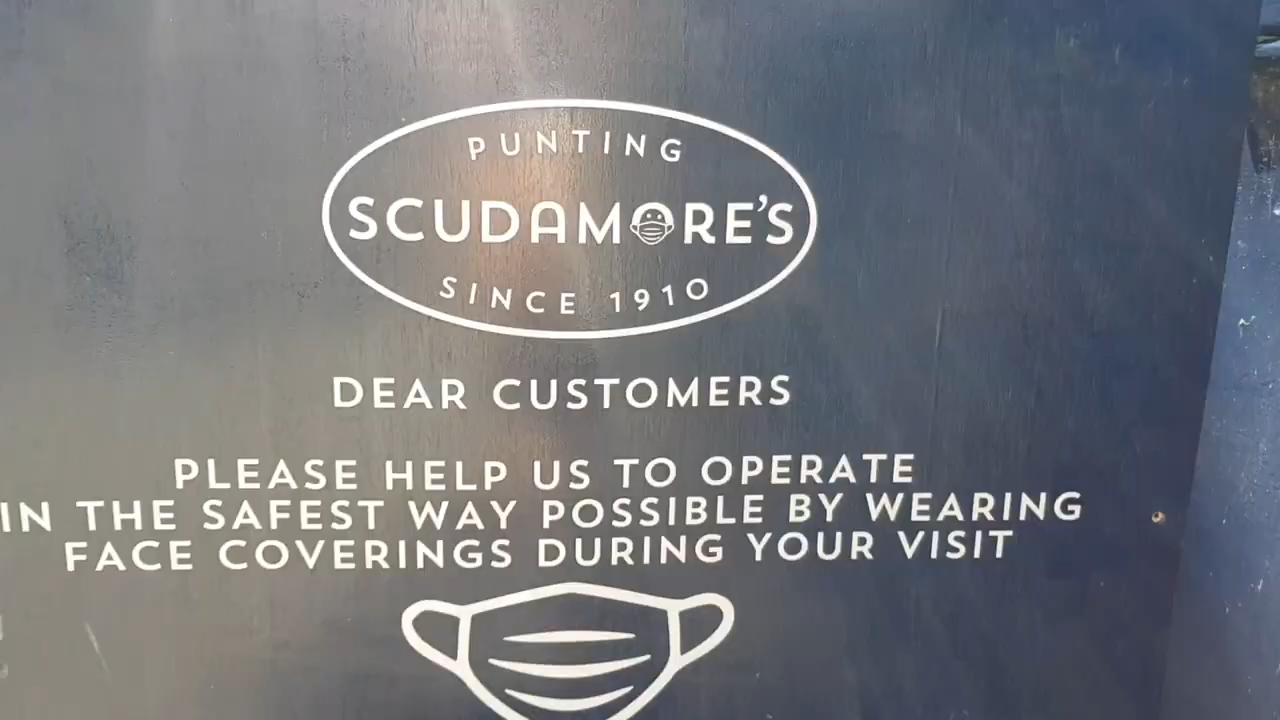 PUNTING
SCUDAMORE'S
SINCE 1910
DEAR CUSTOMERS
PLEASE HELP US TO OPERATE
IN THE SAFEST WAY POSSIBLE BY WEARING
FACE COVERINGS DURING YOUR VISIT